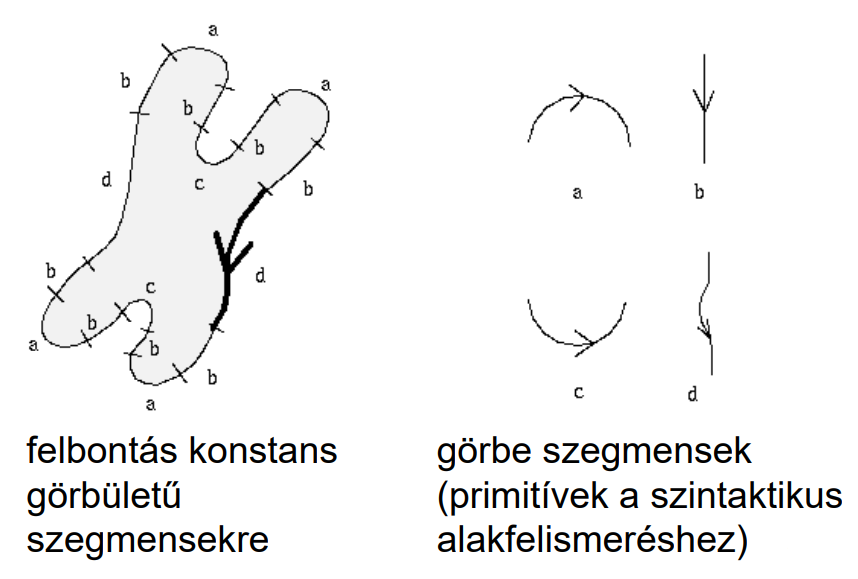 a
b
a
b
b
d
c
b
b
d
c
b
a
b
b
a
a
b
c
d
felbontás konstans
görbületű
szegmensekre
görbe szegmensek
(primitívek a szintaktikus
alakfelismeréshez)